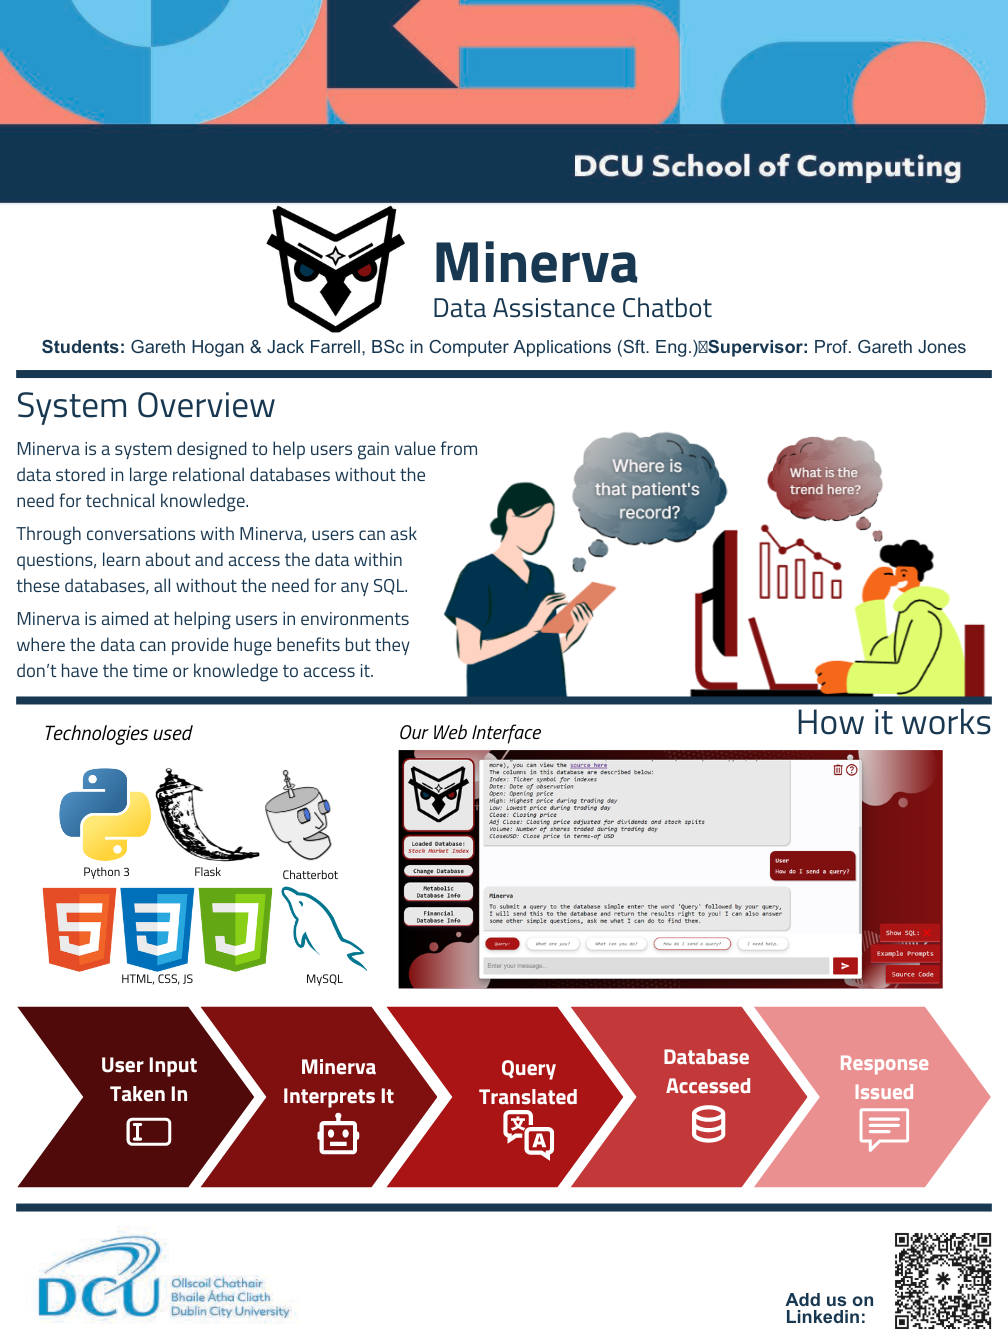 DCU School of Computing
Minerva
Data Assistance Chatbot
Students: Gareth Hogan & Jack Farrell, BSc in Computer Applications (Sft. Eng.) Supervisor: Prof. Gareth Jones
System Overview
Minerva is a system designed to help users gain value from
data stored in large relational databases without the
need for technical knowledge.
Through conversations with Minerva, users can ask
questions, learn about and access the data within
these databases, all without the need for any SQL.
Minerva is aimed at helping users in environments
where the data can provide huge benefits but they
don't have the time or knowledge to access it.
Where is
that patient's
record?
What is the
trend here?
How it works
Technologies used
Python 3
Flask
Chatterbot
HTML, CSS, JS
MySQL
Our Web Interface
more), you can view the source here
The columns in this database are described below:
Index: Ticker symbol for indexes
Date: Date of observation
Open: Opening price
High: Highest price during trading day
Low: Lowest price during trading day
Close: Closing price
Adj Close: Closing price adjusted for dividends and stock splits
Volume: Number of shares traded during trading day
CloseUSD: Close price in terms of USD
Loaded Database:
Stock Market Index
Change Database
Metabolic
Database Info
Financial
Database Info
User
How do I send a query?
Minerva
To submit a query to the database simple enter the word 'Query' followed by your query,
I will send this to the database and return the results right to you! I can also answer
some other simple questions, ask me what I can do to find them.
Query:
What are you?
What can you do?
How do I send a query?
I need help..
Enter your message...
Show SQL:
Example Prompts
Source Code
User Input
Taken In
Minerva
Interprets It
Query
Translated
Database
Accessed
Response
Issued
DCU
Ollscoil Chathair
Bhaile Átha Cliath
Dublin City University
Add us on
Linkedin: